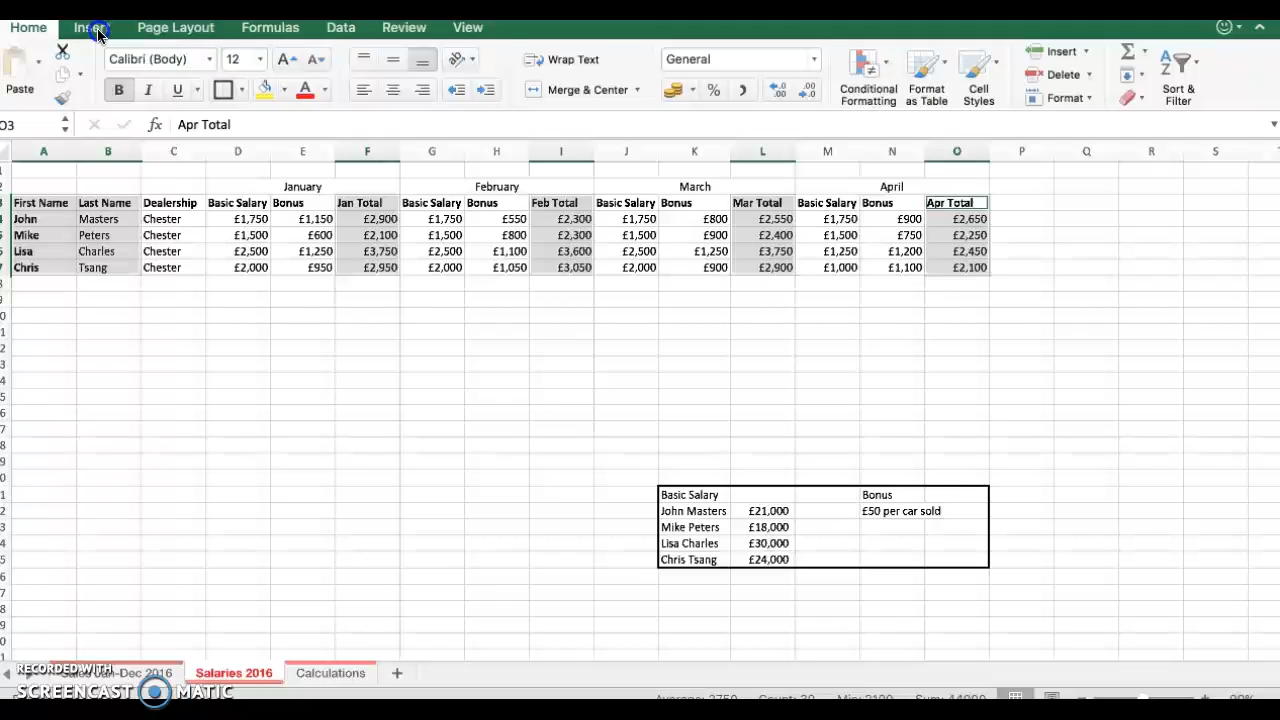 Home Insert Page Layout Formulas Data Review View
Calibri (Body) 12 A A Wrap Text General Insert Σ
Paste B I U A Merge & Center % Conditional Formatting Format as Table Cell Styles Delete Format Sort & Filter
O3 fx Apr Total
A B C D E F G H I J K L M N O P Q R S
January February March April
First Name Last Name Dealership Basic Salary Bonus Jan Total Basic Salary Bonus Feb Total Basic Salary Bonus Mar Total Basic Salary Bonus Apr Total
John Masters Chester £1,750 £1,150 £2,900 £1,750 £550 £2,300 £1,750 £800 £2,550 £1,750 £900 £2,650
Mike Peters Chester £1,500 £600 £2,100 £1,500 £800 £2,300 £1,500 £900 £2,400 £1,500 £750 £2,250
Lisa Charles Chester £2,500 £1,250 £3,750 £2,500 £1,100 £3,600 £2,500 £1,250 £3,750 £1,250 £1,200 £2,450
Chris Tsang Chester £2,000 £950 £2,950 £2,000 £1,050 £3,050 £2,000 £900 £2,900 £1,000 £1,100 £2,100
Basic Salary Bonus
John Masters £21,000 £50 per car sold
Mike Peters £18,000
Lisa Charles £30,000
Chris Tsang £24,000
Sales Jan-Dec 2016 Salaries 2016 Calculations +
RECORDED WITH
SCREENCAST MATIC